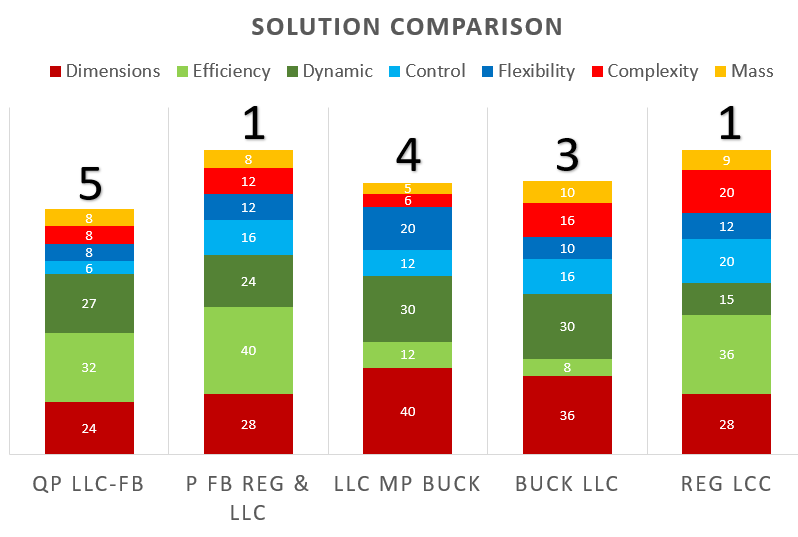 SOLUTION COMPARISON
Dimensions Efficiency Dynamic Control Flexibility Complexity Mass
5 1 4 3 1
8 8 5 10 9
8 12 6 16 20
8 12 20 10 12
6 16 12 16 20
27 24 30 30 15
32 40 12 8 36
24 28 40 36 28
QP LLC-FB P FB REG & LLC MP BUCK BUCK LLC REG LCC
LLC